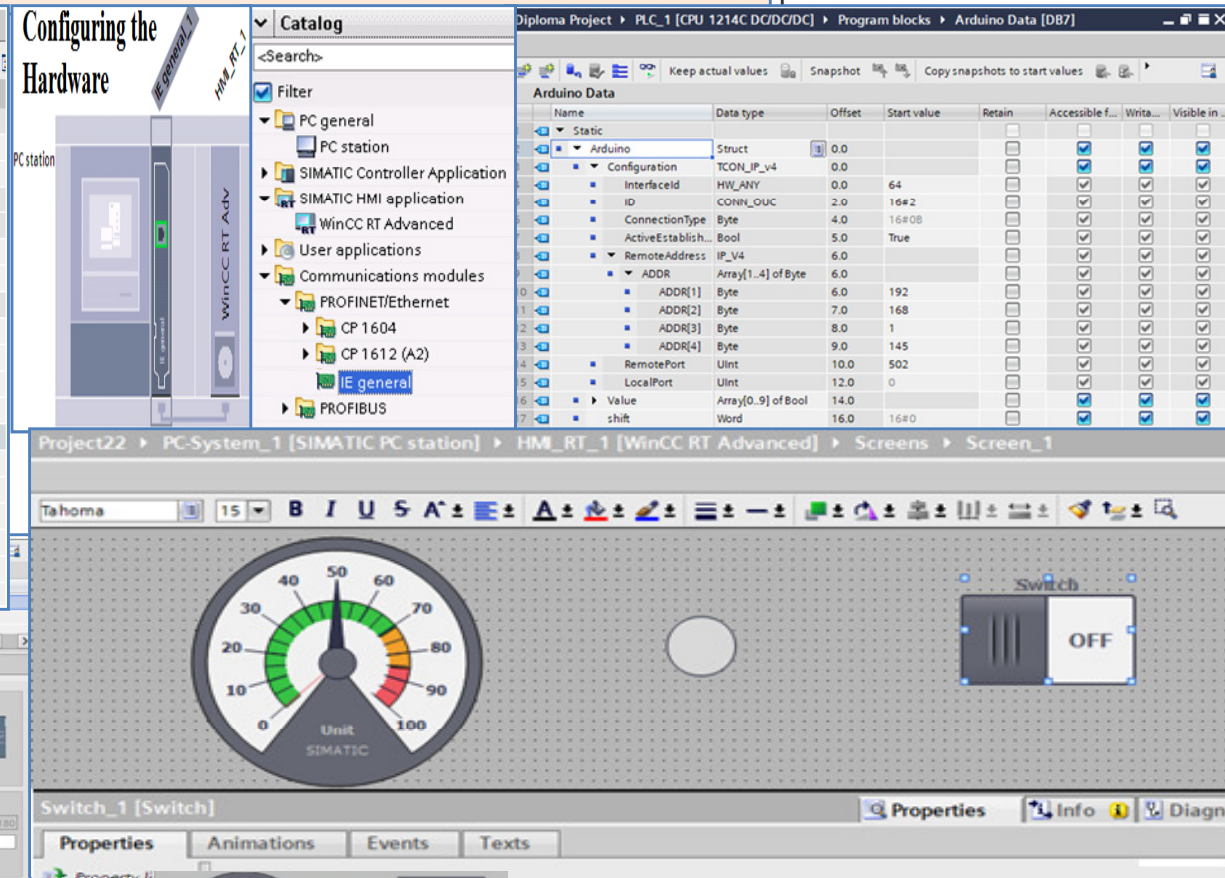 Configuring the
Hardware
IE general_1
HMI_RT_1
PC station
IE general
WinCC RT Adv
Catalog
<Search>
Filter
PC general
PC station
SIMATIC Controller Application
SIMATIC HMI application
WinCC RT Advanced
User applications
Communications modules
PROFINET/Ethernet
CP 1604
CP 1612 (A2)
IE general
PROFIBUS
Diploma Project PLC_1 [CPU 1214C DC/DC/DC] Program blocks Arduino Data [DB7]
Keep actual values Snapshot Copy snapshots to start values
Arduino Data
Name Data type Offset Start value Retain Accessible f... Writa... Visible in ...
Static
Arduino Struct 0.0
Configuration TCON_IP_v4 0.0
InterfaceId HW_ANY 0.0 64
ID CONN_OUC 2.0 16#2
ConnectionType Byte 4.0 16#0B
ActiveEstablish... Bool 5.0 True
RemoteAddress IP_V4 6.0
ADDR Array[1..4] of Byte 6.0
ADDR[1] Byte 6.0 192
ADDR[2] Byte 7.0 168
ADDR[3] Byte 8.0 1
ADDR[4] Byte 9.0 145
RemotePort UInt 10.0 502
LocalPort UInt 12.0 0
Value Array[0..9] of Bool 14.0
shift Word 16.0 16#0
Project22 PC-System_1 [SIMATIC PC station] HMI_RT_1 [WinCC RT Advanced] Screens Screen_1
Tahoma 15 B I U S A A
0 10 20 30 40 50 60 70 80 90 100
Unit
SIMATIC
Switch
OFF
Switch_1 [Switch]
Properties Info Diagn
Properties Animations Events Texts